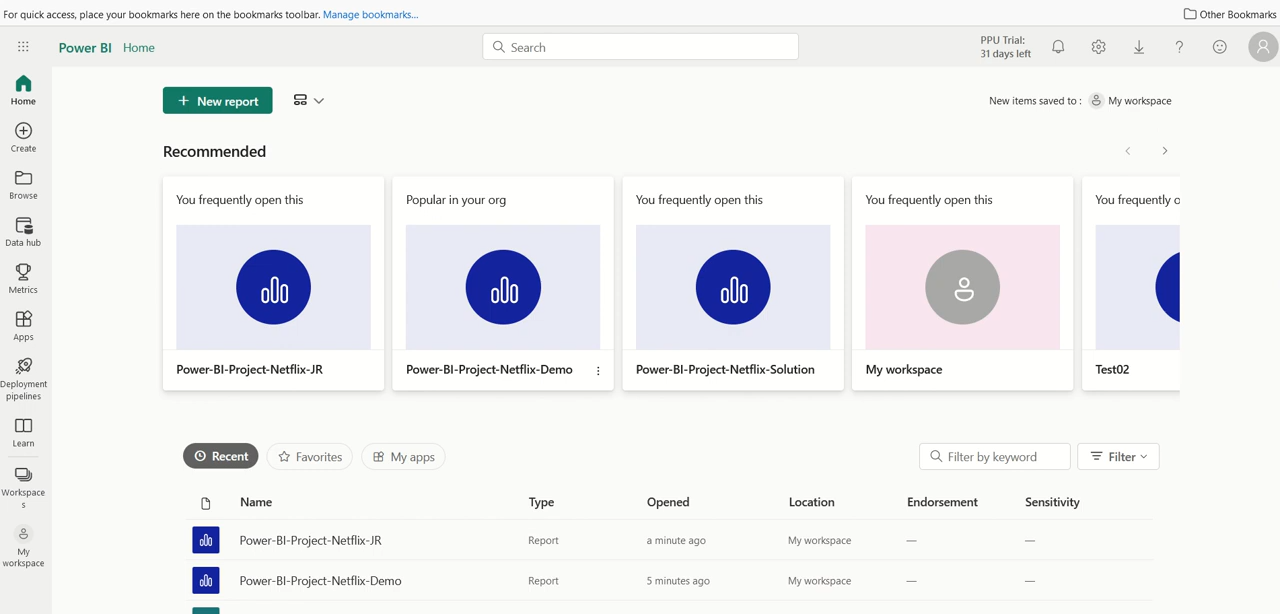 For quick access, place your bookmarks here on the bookmarks toolbar. Manage bookmarks...
Other Bookmarks
Power BI Home
Search
PPU Trial:
31 days left
Home
Create
Browse
Data hub
Metrics
Apps
Deployment
pipelines
Learn
Workspace
s
My
workspace
New report
New items saved to : My workspace
Recommended
You frequently open this
Power-BI-Project-Netflix-JR
Popular in your org
Power-BI-Project-Netflix-Demo
You frequently open this
Power-BI-Project-Netflix-Solution
You frequently open this
My workspace
You frequently o
Test02
Recent Favorites My apps
Filter by keyword Filter
Name Type Opened Location Endorsement Sensitivity
Power-BI-Project-Netflix-JR Report a minute ago My workspace — —
Power-BI-Project-Netflix-Demo Report 5 minutes ago My workspace — —